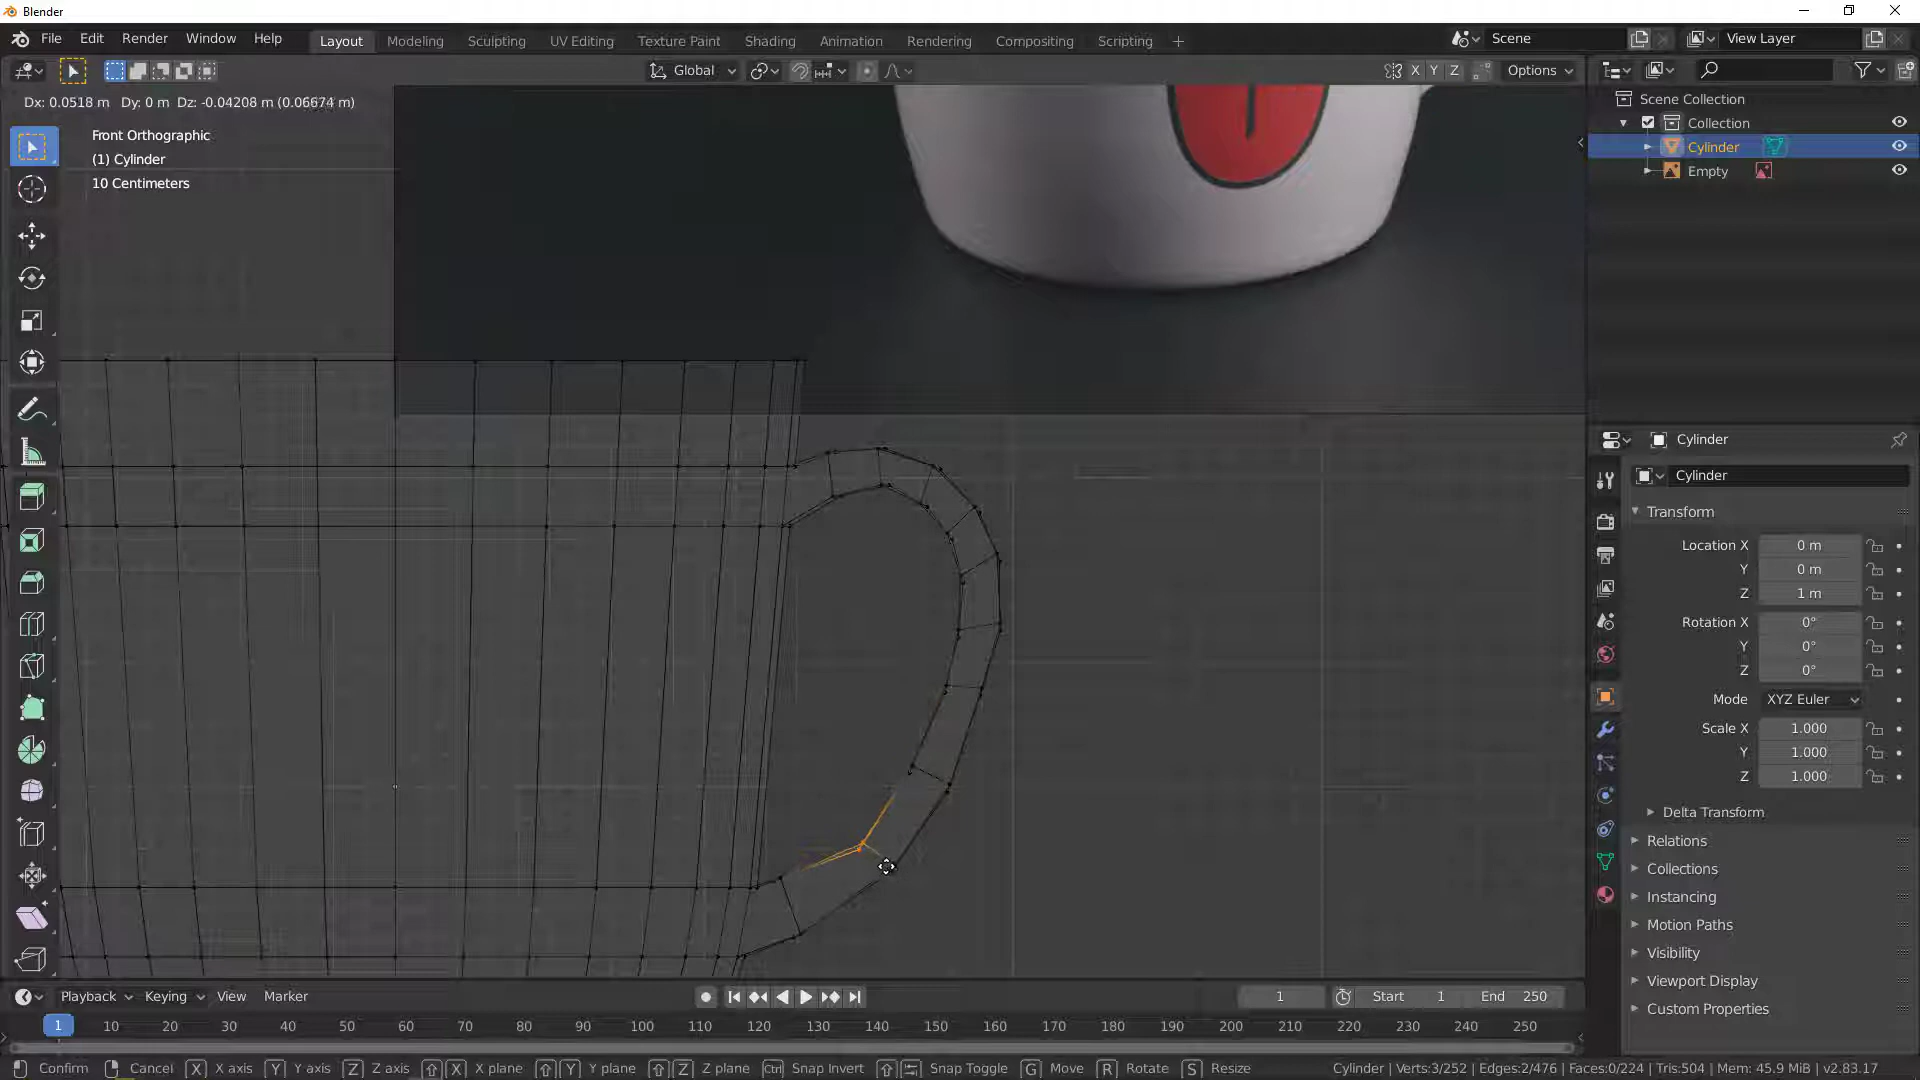 Blender
File Edit Render Window Help Layout Modeling Sculpting UV Editing Texture Paint Shading Animation Rendering Compositing Scripting + Scene View Layer
Global X Y Z Options
Dx: 0.0518 m Dy: 0 m Dz: -0.04208 m (0.06674 m)
Front Orthographic
(1) Cylinder
10 Centimeters
Scene Collection
Collection
Cylinder
Empty
Cylinder
Cylinder
Transform
Location X 0 m
Y 0 m
Z 1 m
Rotation X 0°
Y 0°
Z 0°
Mode XYZ Euler
Scale X 1.000
Y 1.000
Z 1.000
Delta Transform
Relations
Collections
Instancing
Motion Paths
Visibility
Viewport Display
Custom Properties
Playback Keying View Marker 1 Start 1 End 250
1 10 20 30 40 50 60 70 80 90 100 110 120 130 140 150 160 170 180 190 200 210 220 230 240 250
Confirm Cancel X X axis Y Y axis Z Z axis X X plane Y Y plane Z Z plane Ctrl Snap Invert Snap Toggle G Move R Rotate S Resize Cylinder | Verts:3/252 | Edges:2/476 | Faces:0/224 | Tris:504 | Mem: 45.9 MiB | v2.83.17